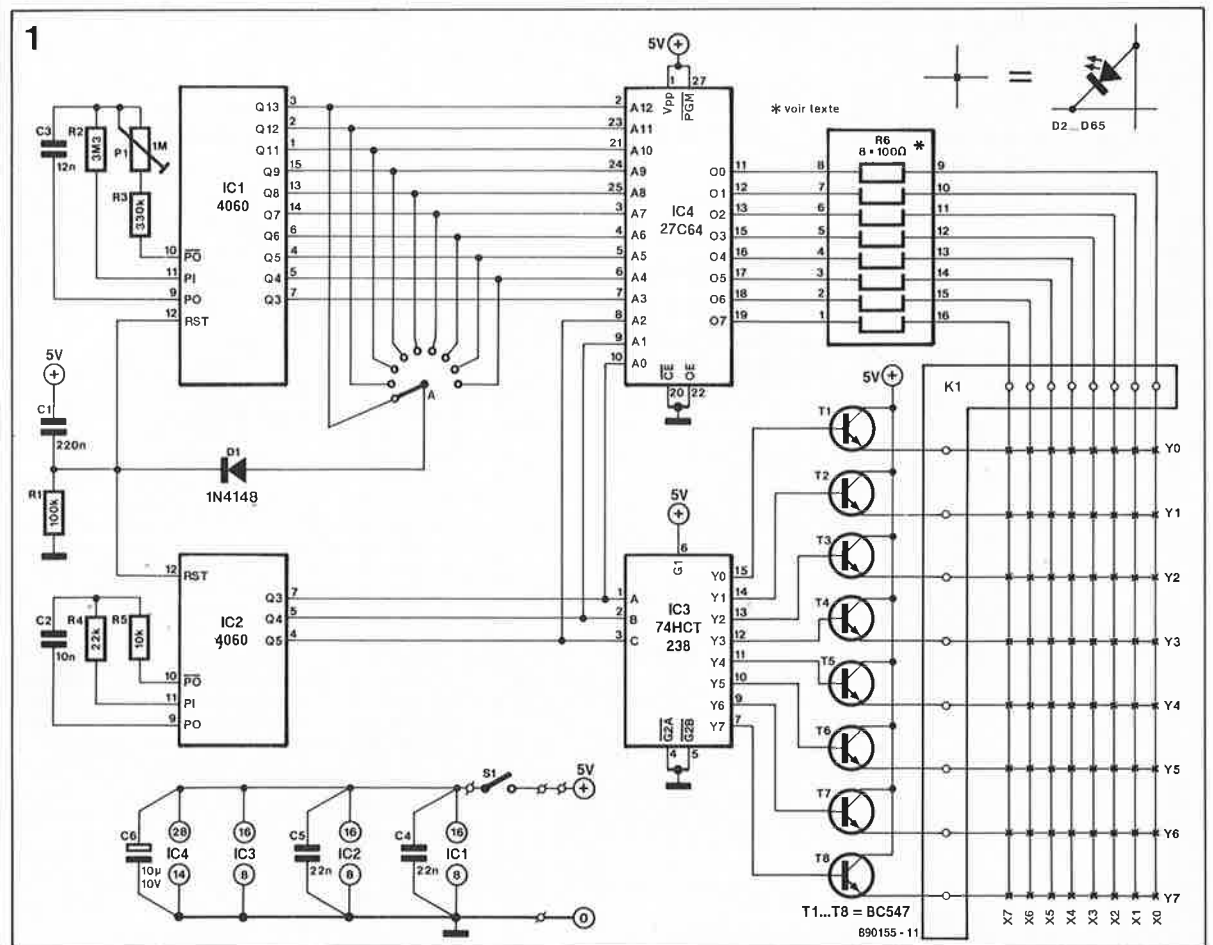 1
5V
1
27
Vpp
PGM
* voir texte
=
D2...D65
C3
12n
R2
3M3
P1
1M
R3
330k
IC1
4060
Q13 3
Q12 2
Q11 1
Q9 15
Q8 13
Q7 14
Q6 6
Q5 4
Q4 5
Q3 7
10 PO
11 PI
9 PO
12 RST
2 A12
23 A11
21 A10
24 A9
25 A8
3 A7
4 A6
5 A5
6 A4
7 A3
8 A2
9 A1
10 A0
IC4
27C64
O0 11
O1 12
O2 13
O3 15
O4 16
O5 17
O6 18
O7 19
CE
OE
20
22
R6
8 * 100Ω
*
8 9
7 10
6 11
5 12
4 13
3 14
2 15
1 16
A
5V
C1
220n
R1
100k
D1
1N4148
12 RST
IC2
4060
Q3 7
Q4 5
Q5 4
C2
10n
R4
22k
R5
10k
10 PO
11 PI
9 PO
5V
6
G1
1 A
2 B
3 C
IC3
74HCT
238
Y0 15
Y1 14
Y2 13
Y3 12
Y4 11
Y5 10
Y6 9
Y7 7
G2A
G2B
4
5
5V
K1
T1
T2
T3
T4
T5
T6
T7
T8
Y0
Y1
Y2
Y3
Y4
Y5
Y6
Y7
X7
X6
X5
X4
X3
X2
X1
X0
T1...T8 = BC547
B90155 - 11
S1
5V
C6
10µ
10V
28
IC4
14
16
IC3
8
C5
22n
16
IC2
8
C4
22n
16
IC1
8
0